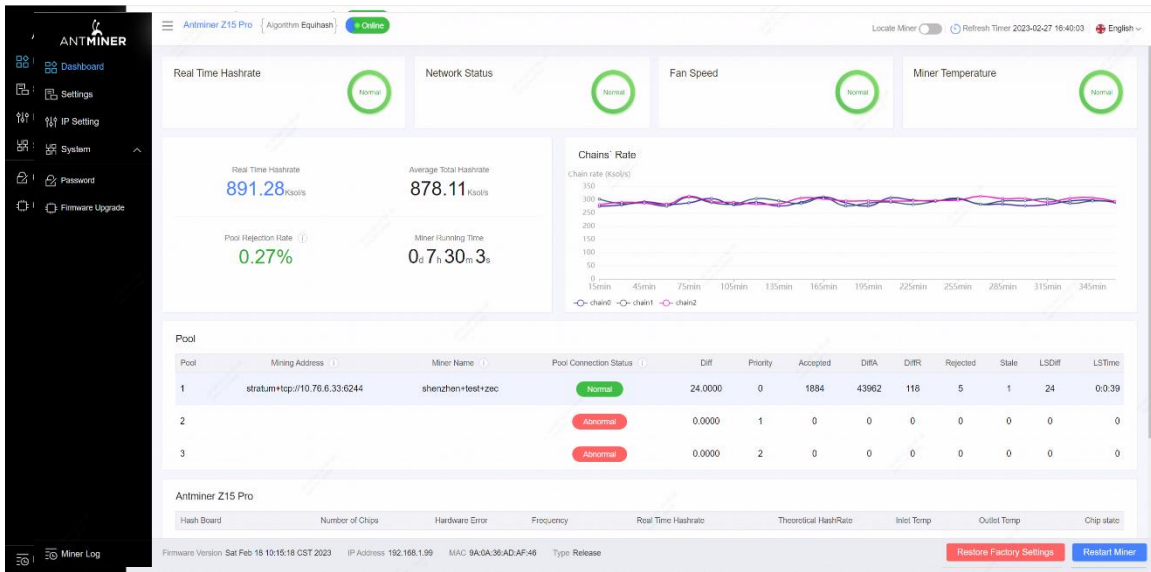 ANTMINER
Antminer Z15 Pro { Algorithm Equihash } Online
Locate Miner Refresh Timer 2023-02-27 16:40:03 English
Dashboard
Settings
IP Setting
System
Password
Firmware Upgrade
Miner Log
Real Time Hashrate Normal
Network Status Normal
Fan Speed Normal
Miner Temperature Normal
Real Time Hashrate Average Total Hashrate
891.28 Ksol/s 878.11 Ksol/s
Pool Rejection Rate Miner Running Time
0.27% 0d 7h 30m 3s
Chains` Rate
Chain rate (Ksol/s)
350
300
250
200
150
100
50
0
15min 45min 75min 105min 135min 165min 195min 225min 255min 285min 315min 345min
chain0 chain1 chain2
Pool
Pool Mining Address Miner Name Pool Connection Status Diff Priority Accepted DiffA DiffR Rejected Stale LSDiff LSTime
1 stratum+tcp://10.76.6.33:6244 shenzhen+test+zec Normal 24.0000 0 1884 43962 118 5 1 24 0:0:39
2 Abnormal 0.0000 1 0 0 0 0 0 0 0
3 Abnormal 0.0000 2 0 0 0 0 0 0 0
Antminer Z15 Pro
Hash Board Number of Chips Hardware Error Frequency Real Time Hashrate Theoretical HashRate Inlet Temp Outlet Temp Chip state
Firmware Version Sat Feb 18 10:15:18 CST 2023 IP Address 192.168.1.99 MAC 9A:0A:36:AD:AF:46 Type Release
Restore Factory Settings Restart Miner